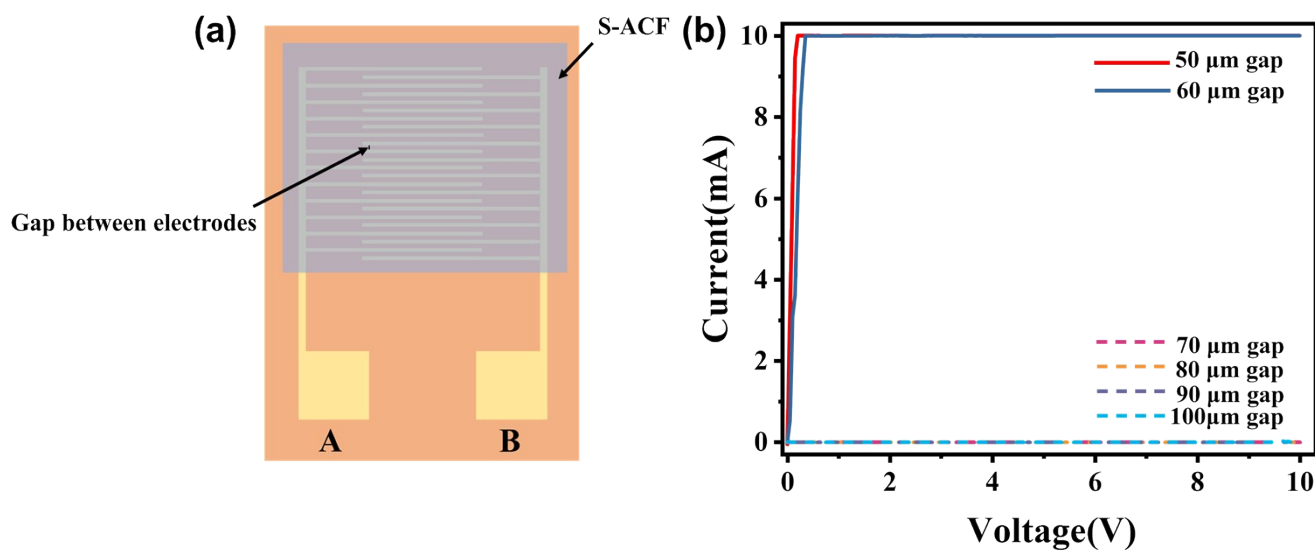 (a)
S-ACF
Gap between electrodes
A
B
(b)
Current(mA)
10
8
6
4
2
0
50 μm gap
60 μm gap
70 μm gap
80 μm gap
90 μm gap
100μm gap
0
2
4
6
8
10
Voltage(V)